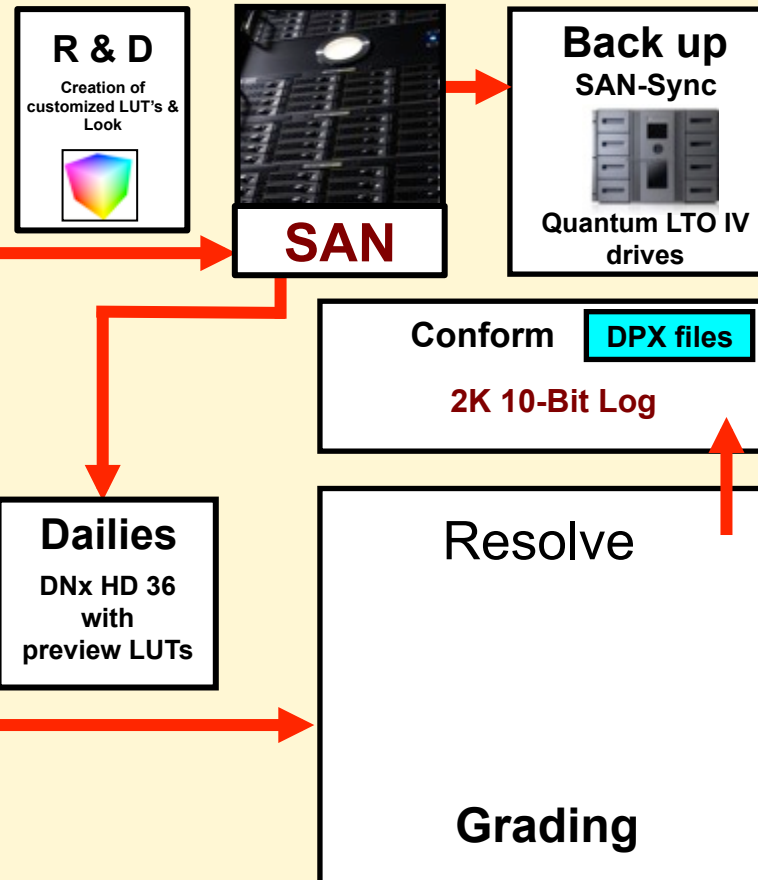 R & D
Creation of
customized LUT's &
Look
SAN
Back up
SAN-Sync
Quantum LTO IV
drives
Conform
DPX files
2K 10-Bit Log
Dailies
DNx HD 36
with
preview LUTs
Resolve
Grading